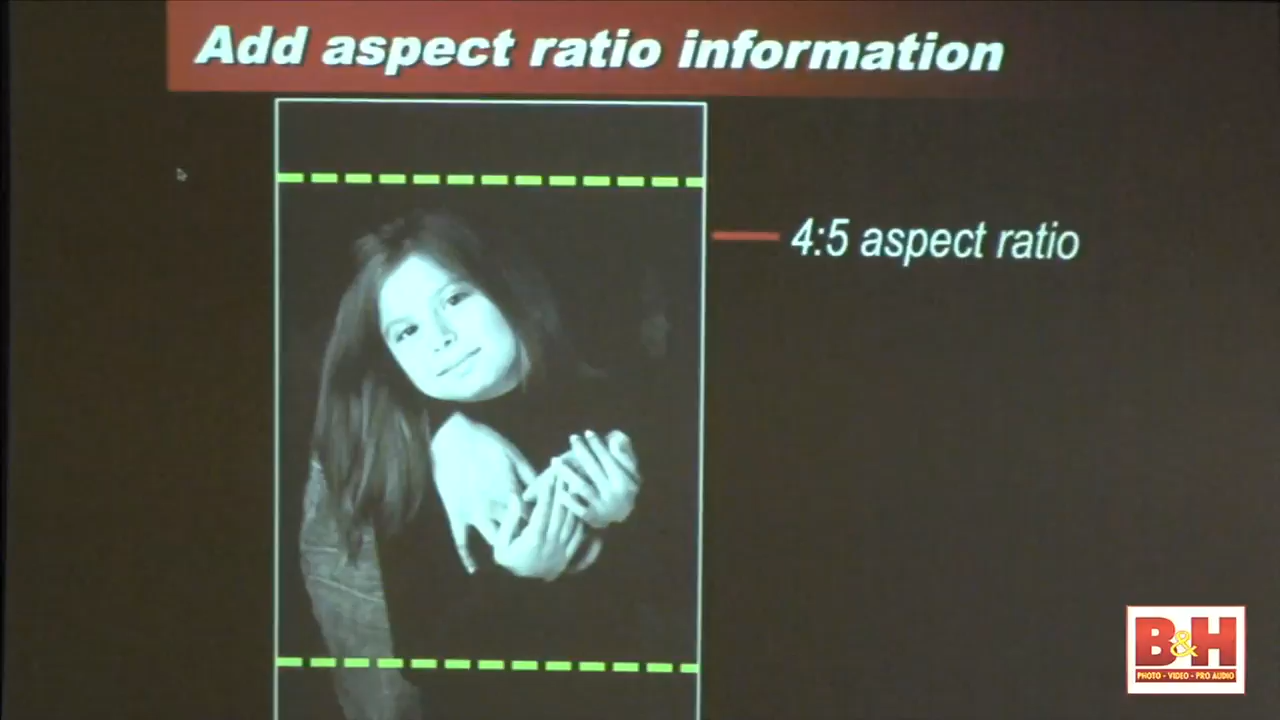 Add aspect ratio information
4:5 aspect ratio
B&H
PHOTO - VIDEO - PRO AUDIO